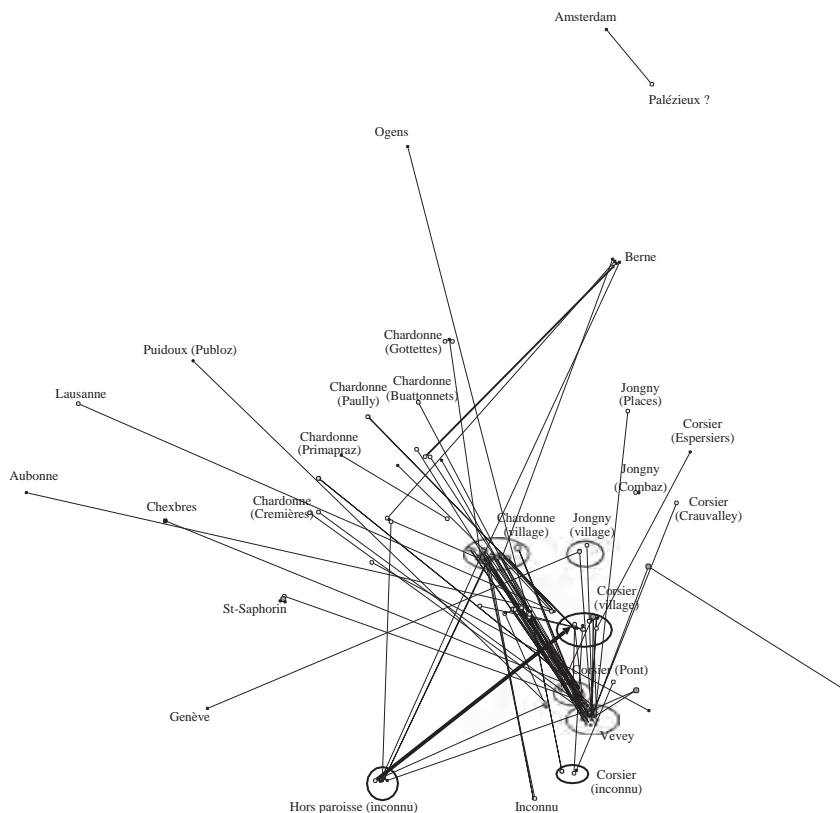 Amsterdam
Palézieux ?
Ogens
Berne
Chardonne
(Gottettes)
Puidoux (Publoz)
Chardonne
(Paully)
Chardonne
(Buattonnets)
Jongny
(Places)
Lausanne
Corsier
(Espersiers)
Chardonne
(Primapraz)
Aubonne
Jongny
(Combaz)
Chexbres
Chardonne
(Cremières)
Chardonne
(village)
Jongny
(village)
Corsier
(Crauvalley)
St-Saphorin
Corsier
(village)
Corsier (Pont)
Genève
Vevey
Hors paroisse (inconnu)
Inconnu
Corsier
(inconnu)